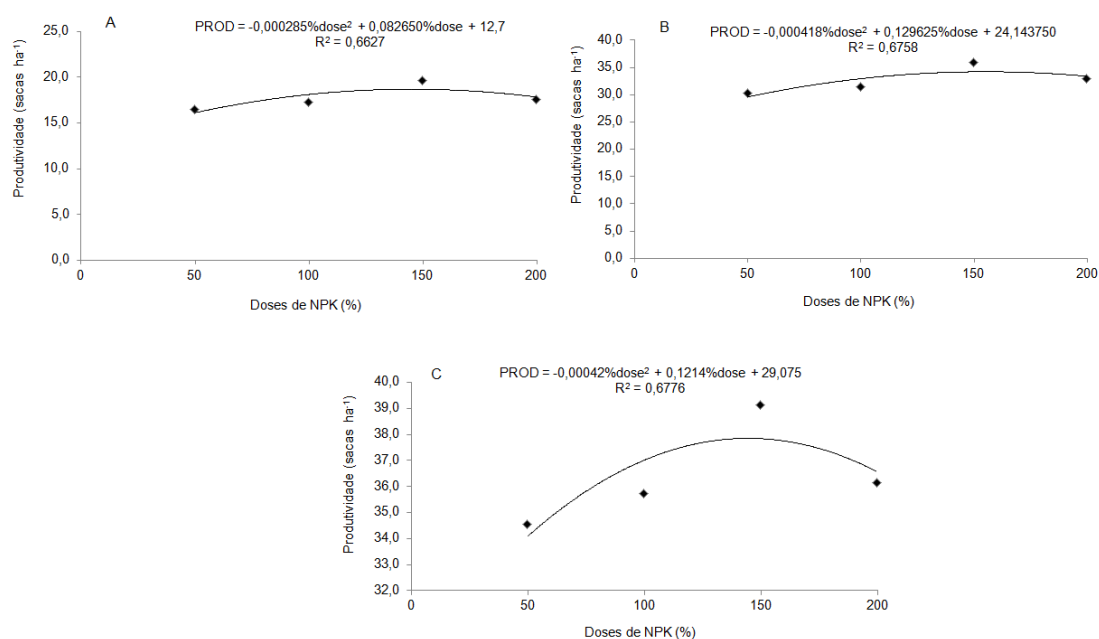 A
PROD = -0,000285%dose² + 0,082650%dose + 12,7
R² = 0,6627
Produtividade (sacas ha⁻¹)
25,0
20,0
15,0
10,0
5,0
0,0
0 50 100 150 200
Doses de NPK (%)
B
PROD = -0,000418%dose² + 0,129625%dose + 24,143750
R² = 0,6758
Produtividade (sacas ha⁻¹)
40,0
35,0
30,0
25,0
20,0
15,0
10,0
5,0
0,0
0 50 100 150 200
Doses de NPK (%)
C
PROD = -0,00042%dose² + 0,1214%dose + 29,075
R² = 0,6776
Produtividade (sacas ha⁻¹)
40,0
39,0
38,0
37,0
36,0
35,0
34,0
33,0
32,0
0 50 100 150 200
Doses de NPK (%)